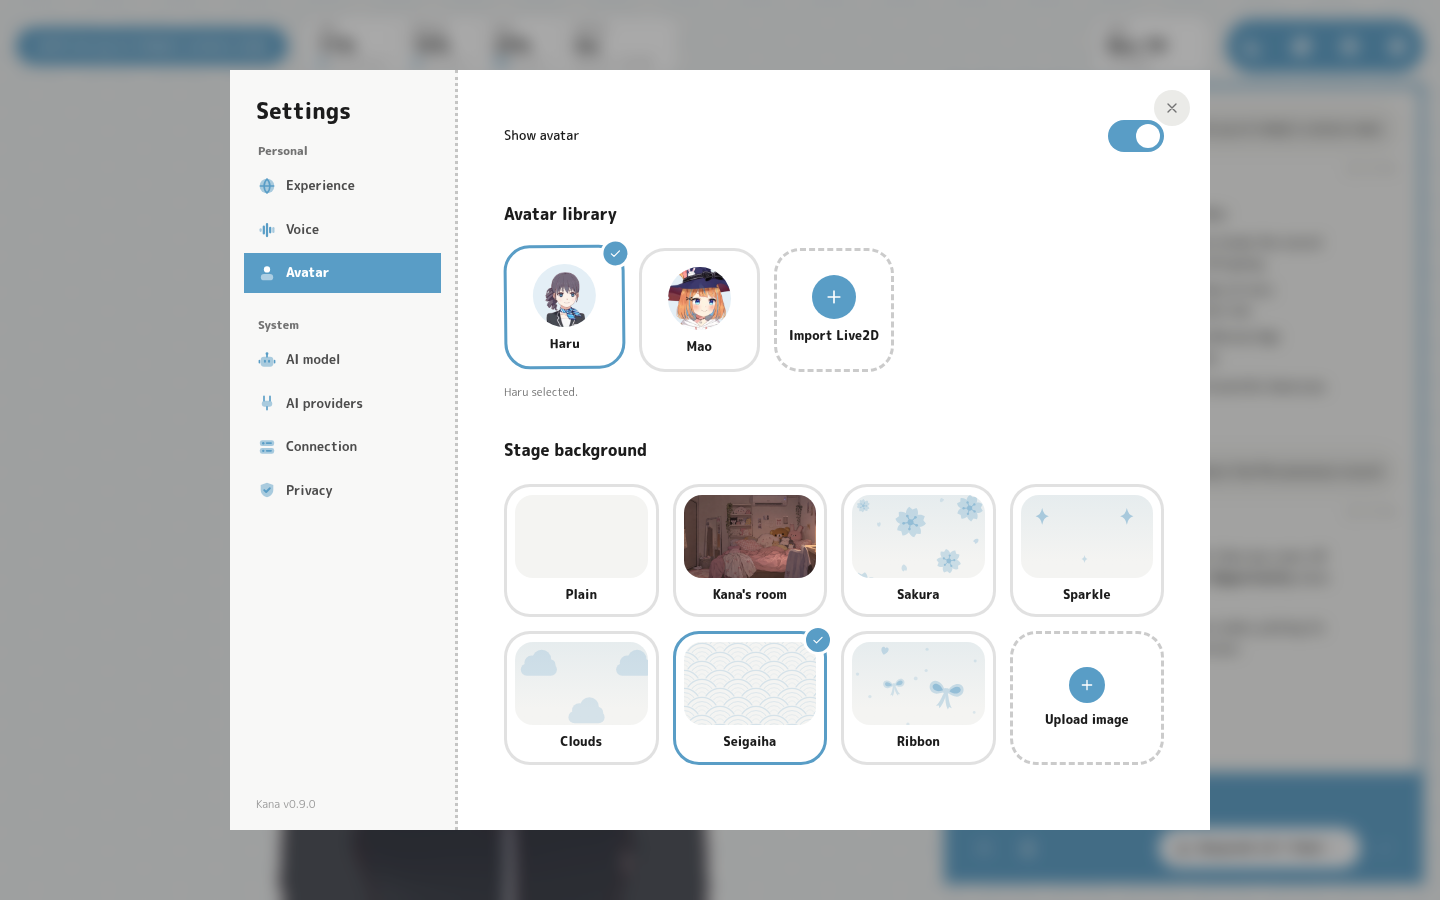 Settings
Personal
Experience
Voice
Avatar
System
AI model
AI providers
Connection
Privacy
Kana v0.9.0
Show avatar
Avatar library
Haru
Mao
Import Live2D
Haru selected.
Stage background
Plain
Kana's room
Sakura
Sparkle
Clouds
Seigaiha
Ribbon
Upload image